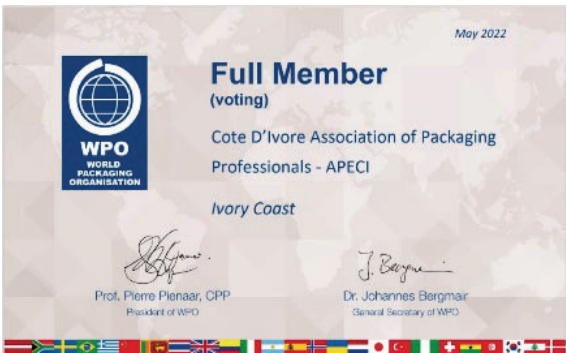 May 2022
Full Member
(voting)
Cote D'Ivore Association of Packaging
Professionals - APECI
Ivory Coast
WPO
WORLD
PACKAGING
ORGANISATION
Prof. Pierre Pienaar, CPP
President of WPO
Dr. Johannes Bergmair
General Secretary of WPO